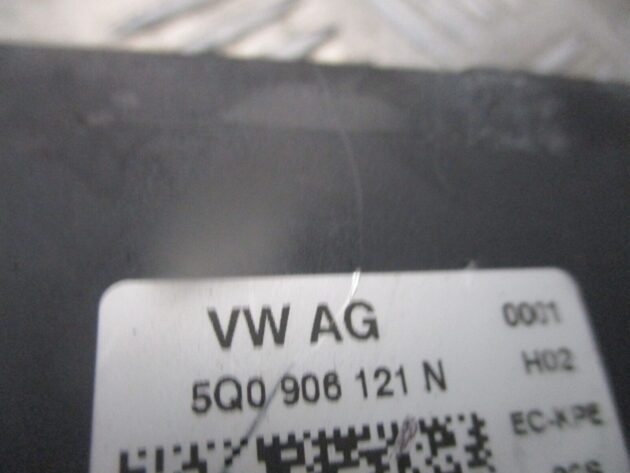 VW AG
5Q0 906 121 N
0001
H02
EC-KPE